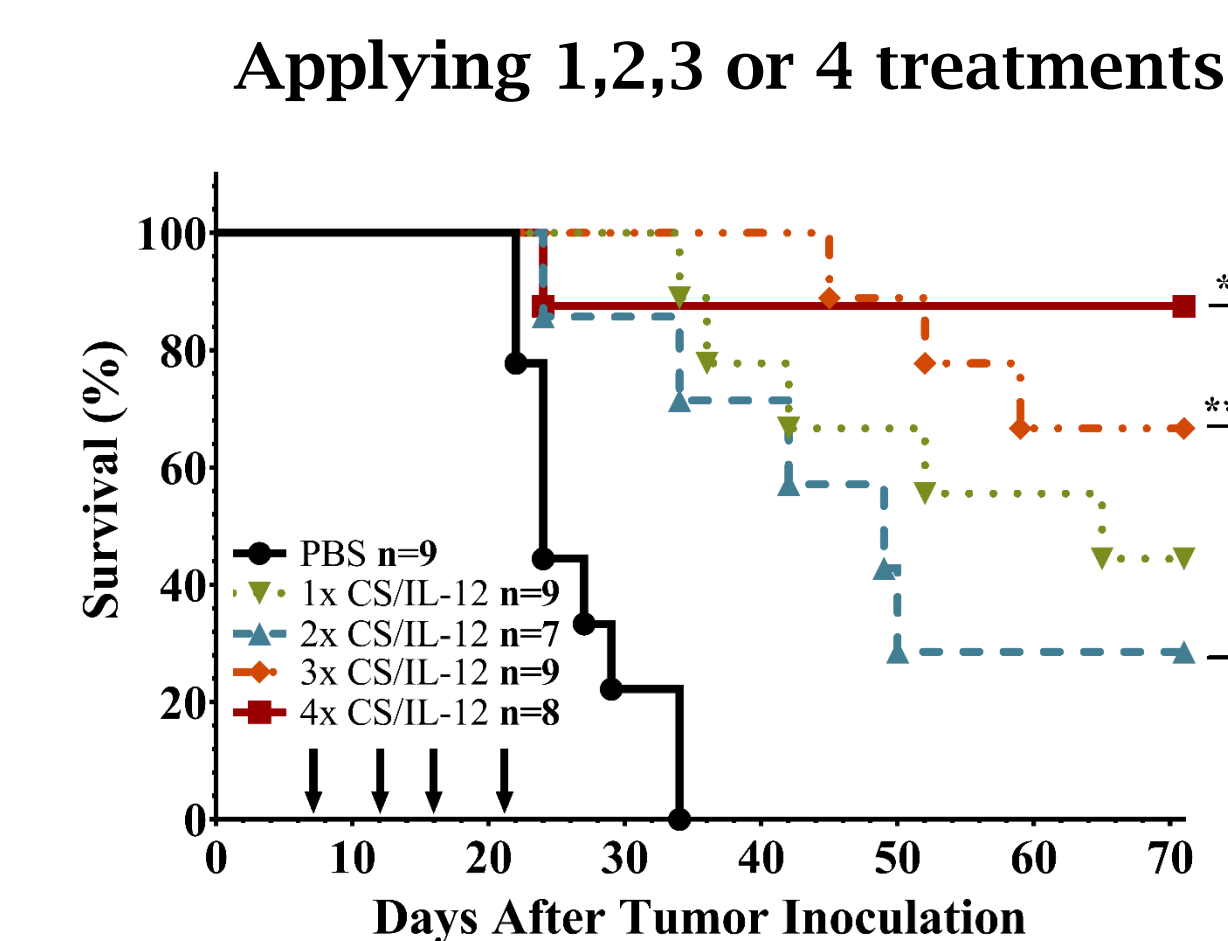 Applying 1,2,3 or 4 treatments
100
80
60
40
20
0
Survival (%)
PBS n=9
1x CS/IL-12 n=9
2x CS/IL-12 n=7
3x CS/IL-12 n=9
4x CS/IL-12 n=8
0 10 20 30 40 50 60 70
Days After Tumor Inoculation